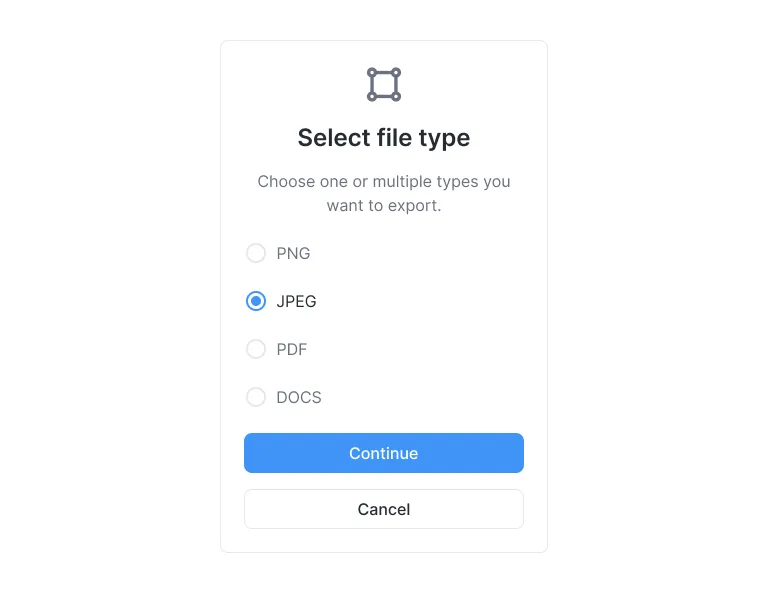 Select file type
Choose one or multiple types you
want to export.
PNG
JPEG
PDF
DOCS
Continue
Cancel